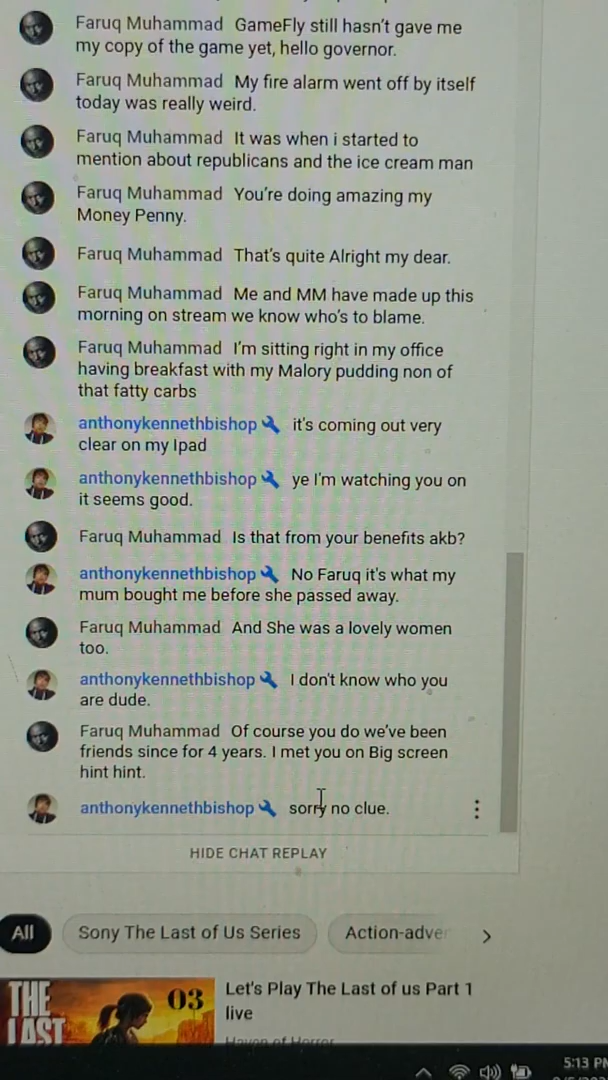 Faruq Muhammad GameFly still hasn't gave me
my copy of the game yet, hello governor.
Faruq Muhammad My fire alarm went off by itself
today was really weird.
Faruq Muhammad It was when i started to
mention about republicans and the ice cream man
Faruq Muhammad You're doing amazing my
Money Penny.
Faruq Muhammad That's quite Alright my dear.
Faruq Muhammad Me and MM have made up this
morning on stream we know who's to blame.
Faruq Muhammad I'm sitting right in my office
having breakfast with my Malory pudding non of
that fatty carbs
anthonykennethbishop it's coming out very
clear on my Ipad
anthonykennethbishop ye I'm watching you on
it seems good.
Faruq Muhammad Is that from your benefits akb?
anthonykennethbishop No Faruq it's what my
mum bought me before she passed away.
Faruq Muhammad And She was a lovely women
too.
anthonykennethbishop I don't know who you
are dude.
Faruq Muhammad Of course you do we've been
friends since for 4 years. I met you on Big screen
hint hint.
anthonykennethbishop sorry no clue.
HIDE CHAT REPLAY
All Sony The Last of Us Series Action-adver
THE LAST 03
Let's Play The Last of us Part 1
live
Haven of Horror
5:13 PM